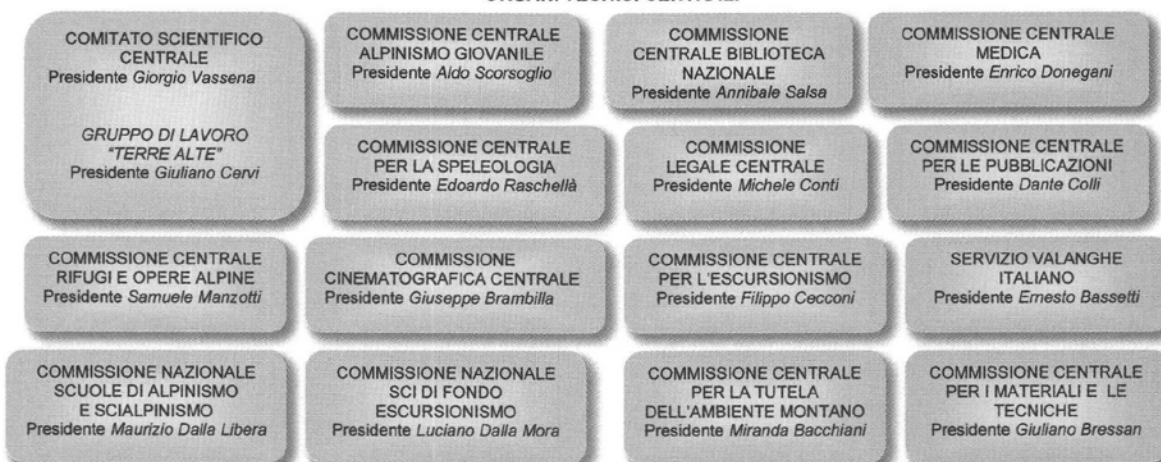 COMITATO SCIENTIFICO
CENTRALE
Presidente Giorgio Vassena
GRUPPO DI LAVORO
"TERRE ALTE"
Presidente Giuliano Cervi
COMMISSIONE CENTRALE
ALPINISMO GIOVANILE
Presidente Aldo Scorsoglio
COMMISSIONE
CENTRALE BIBLIOTECA
NAZIONALE
Presidente Annibale Salsa
COMMISSIONE CENTRALE
MEDICA
Presidente Enrico Donegani
COMMISSIONE CENTRALE
PER LA SPELEOLOGIA
Presidente Edoardo Raschellà
COMMISSIONE
LEGALE CENTRALE
Presidente Michele Conti
COMMISSIONE CENTRALE
PER LE PUBBLICAZIONI
Presidente Dante Colli
COMMISSIONE CENTRALE
RIFUGI E OPERE ALPINE
Presidente Samuele Manzotti
COMMISSIONE
CINEMATOGRAFICA CENTRALE
Presidente Giuseppe Brambilla
COMMISSIONE CENTRALE
PER L'ESCURSIONISMO
Presidente Filippo Cecconi
SERVIZIO VALANGHE
ITALIANO
Presidente Ernesto Bassetti
COMMISSIONE NAZIONALE
SCUOLE DI ALPINISMO
E SCIALPINISMO
Presidente Maurizio Dalla Libera
COMMISSIONE NAZIONALE
SCI DI FONDO
ESCURSIONISMO
Presidente Luciano Dalla Mora
COMMISSIONE CENTRALE
PER LA TUTELA
DELL'AMBIENTE MONTANO
Presidente Miranda Bacchiani
COMMISSIONE CENTRALE
PER I MATERIALI E LE
TECNICHE
Presidente Giuliano Bressan